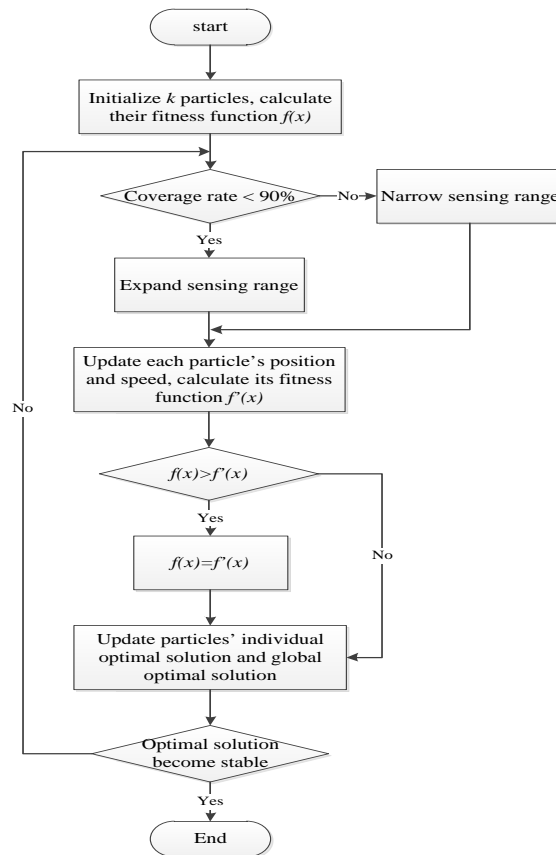 start
Initialize k particles, calculate
their fitness function f(x)
Coverage rate < 90%
No
Narrow sensing range
Yes
Expand sensing range
Update each particle's position
and speed, calculate its fitness
function f'(x)
No
f(x)>f'(x)
Yes
No
f(x)=f'(x)
Update particles' individual
optimal solution and global
optimal solution
Optimal solution
become stable
Yes
End